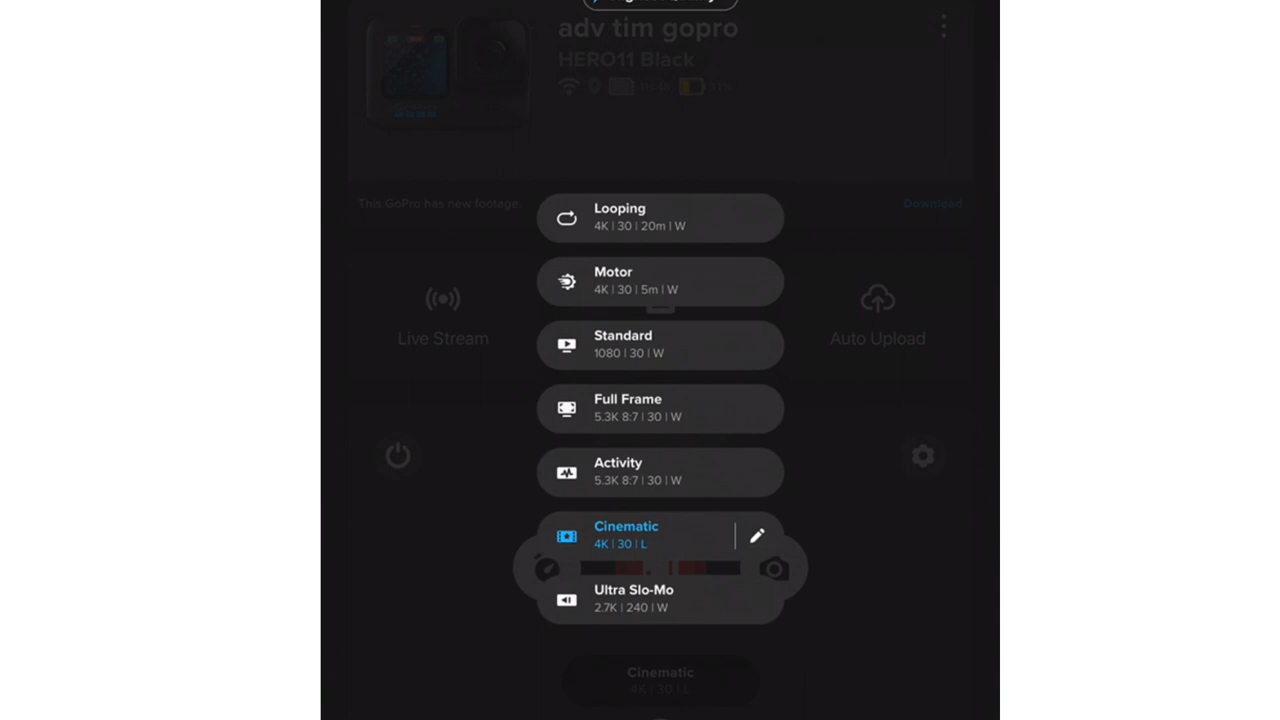 adv tim gopro
HERO11 Black
This GoPro has new footage
Download
Looping
4K | 30 | 20m | W
Motor
4K | 30 | 5m | W
Standard
1080 | 30 | W
Live Stream
Auto Upload
Full Frame
5.3K 8:7 | 30 | W
Activity
5.3K 8:7 | 30 | W
Cinematic
4K | 30 | L
Ultra Slo-Mo
2.7K | 240 | W
Cinematic
4K | 30 | L